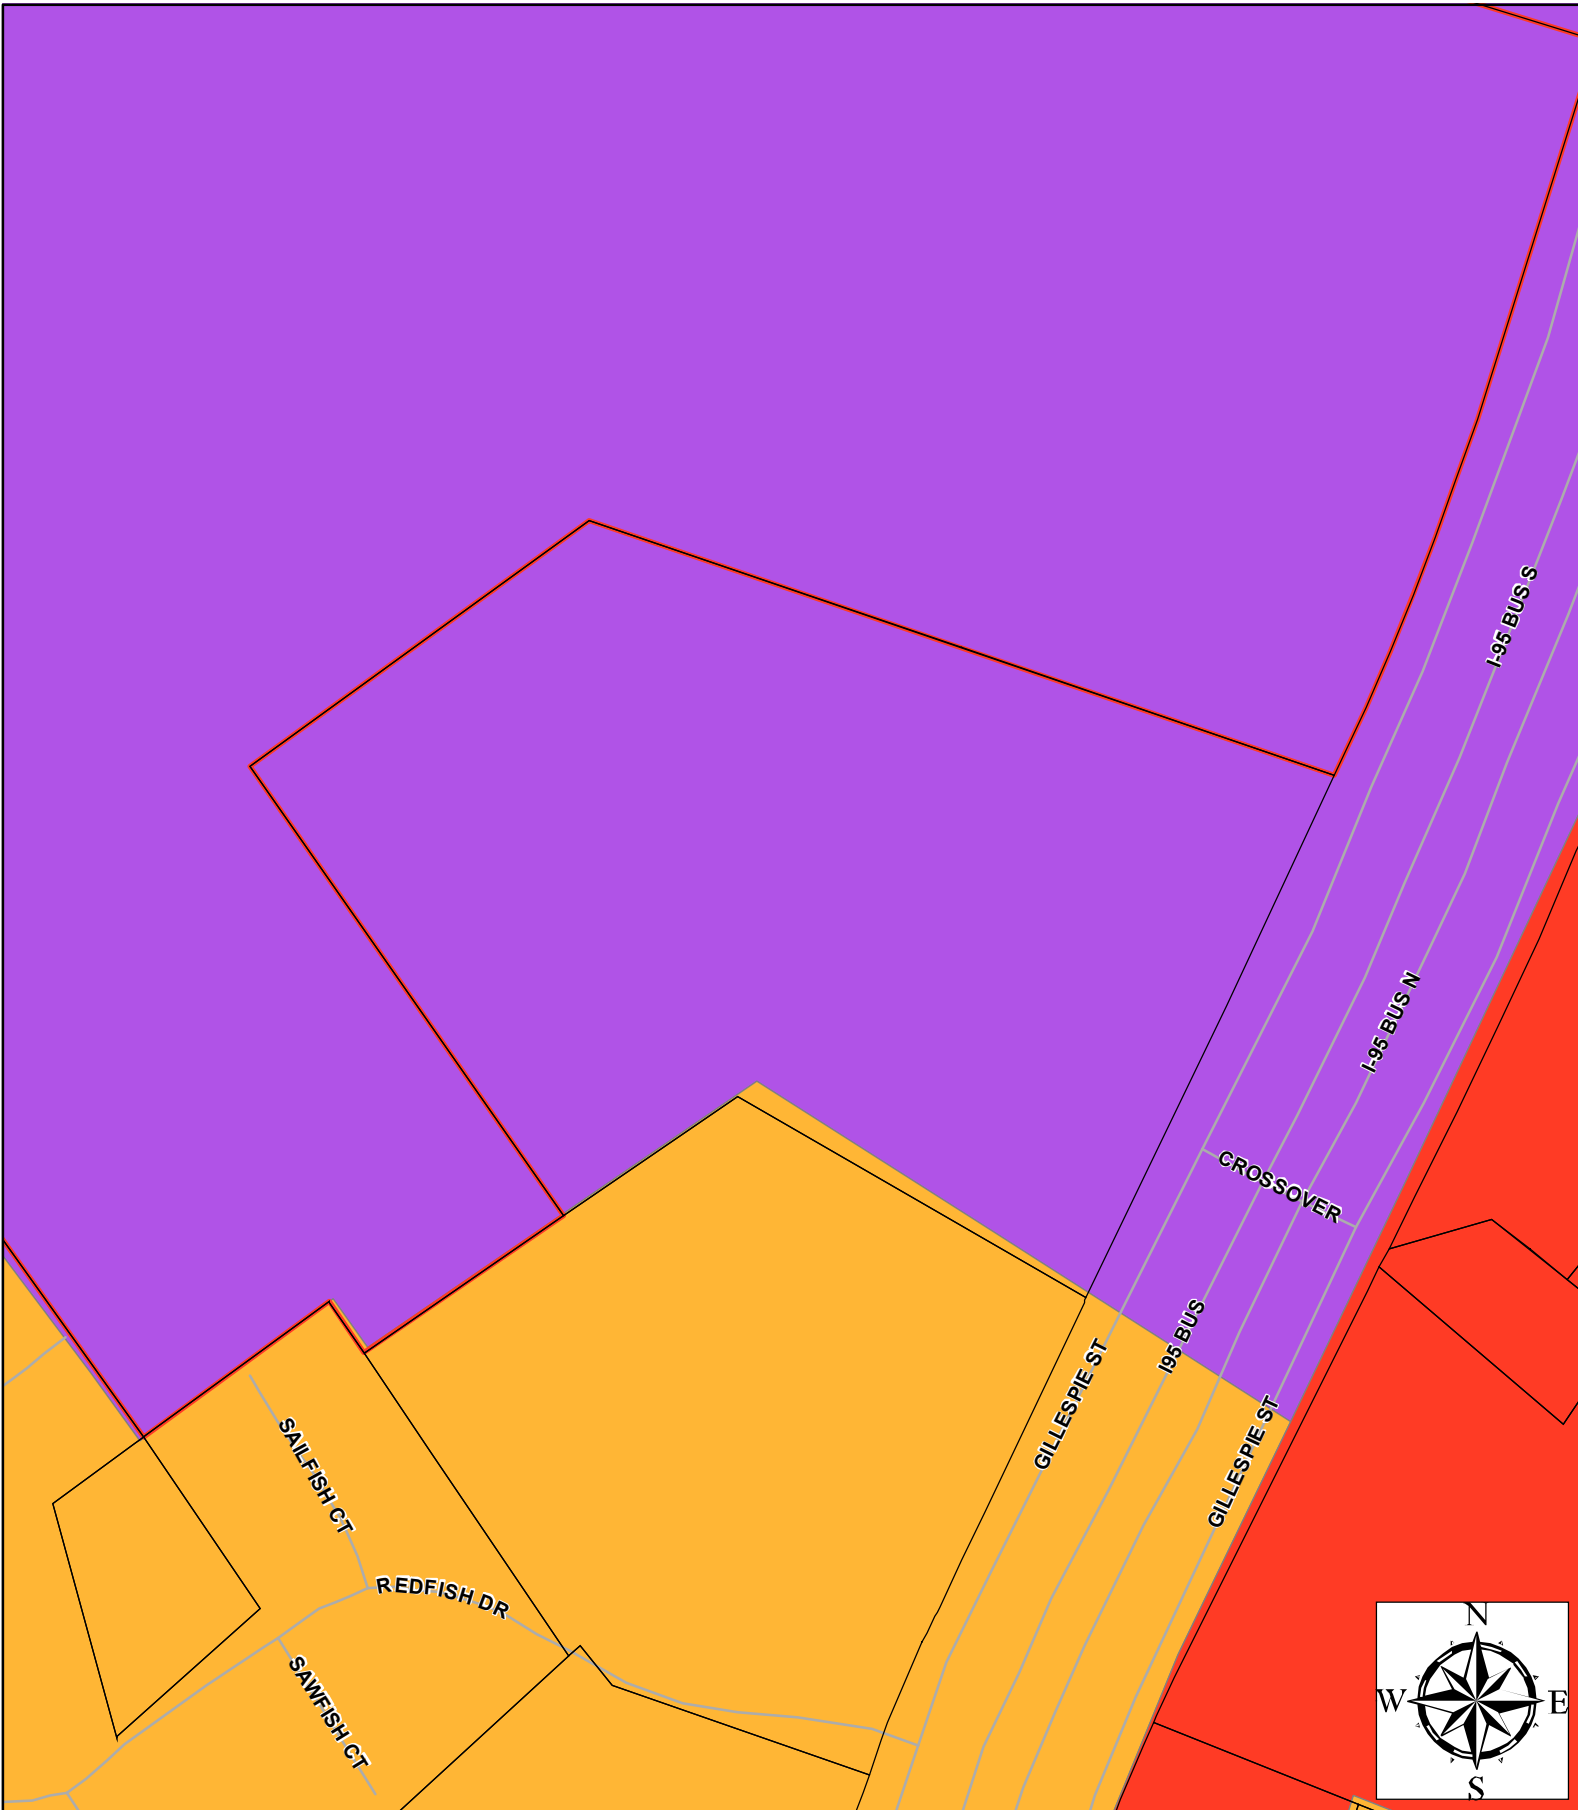 I-95 BUS S
I-95 BUS N
CROSSOVER
I95 BUS
GILLESPIE ST
GILLESPIE ST
SAILFISH CT
REDFISH DR
SAWFISH CT
N
W E
S